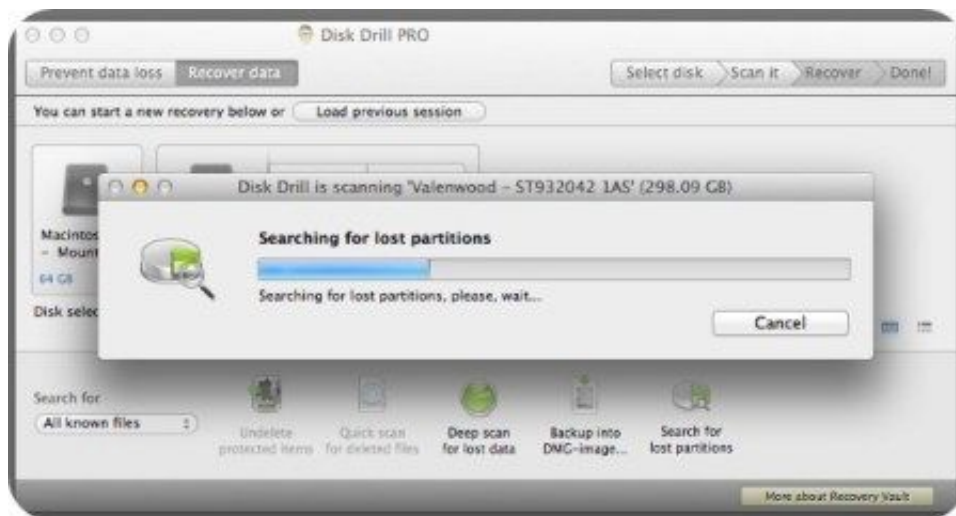 Disk Drill PRO
Prevent data loss Recover data Select disk Scan it Recover Done!
You can start a new recovery below or Load previous session
Disk Drill is scanning 'Valenwood – ST932042 1AS' (298.09 GB)
Searching for lost partitions
Macintos
– Mount
64 GB
Searching for lost partitions, please, wait...
Disk selec
Cancel
Search for
All known files
Undelete protected items
Quick scan for deleted files
Deep scan for lost data
Backup into DMG-image...
Search for lost partitions
More about Recovery Vault